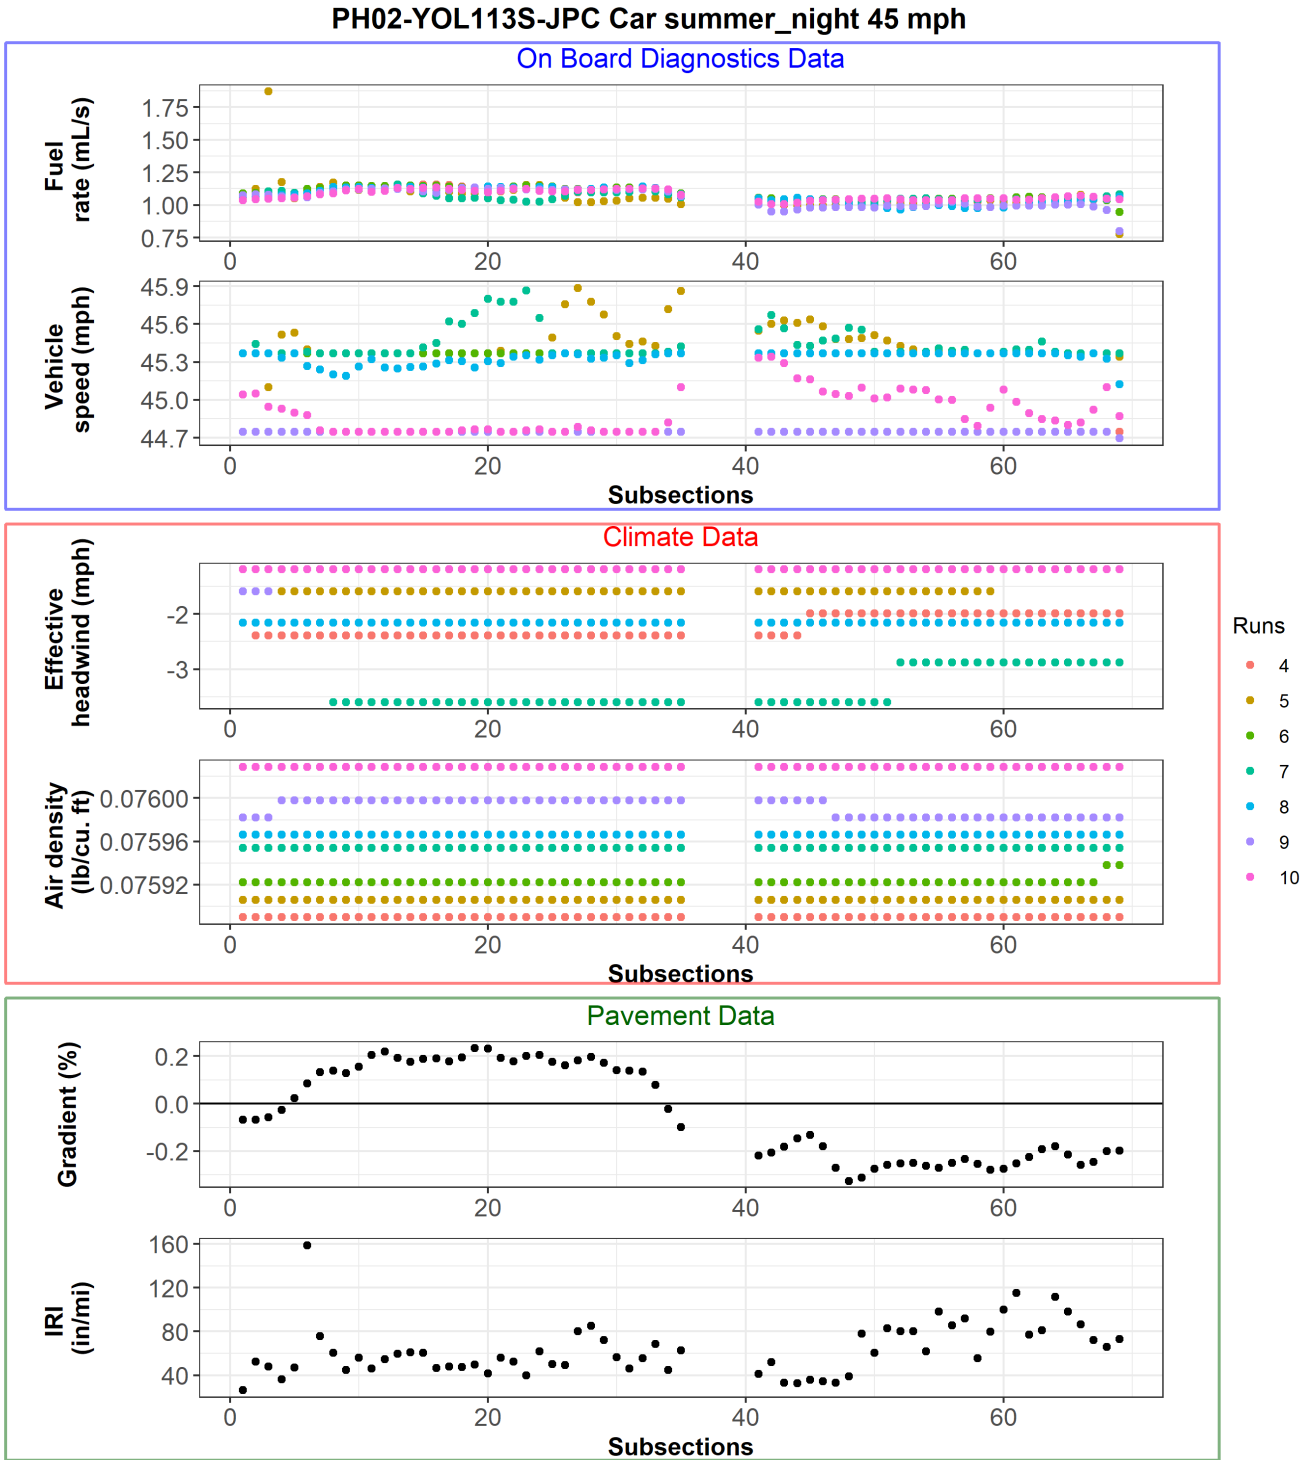 PH02-YOL113S-JPC Car summer_night 45 mph
On Board Diagnostics Data
Fuel
rate (mL/s)
1.75
1.50
1.25
1.00
0.75
0 20 40 60
Vehicle
speed (mph)
45.9
45.6
45.3
45.0
44.7
0 20 40 60
Subsections
Climate Data
Effective
headwind (mph)
-2
-3
0 20 40 60
Air density
(lb/cu. ft)
0.07600
0.07596
0.07592
0 20 40 60
Subsections
Runs
4
5
6
7
8
9
10
Pavement Data
Gradient (%)
0.2
0.0
-0.2
0 20 40 60
IRI
(in/mi)
160
120
80
40
0 20 40 60
Subsections